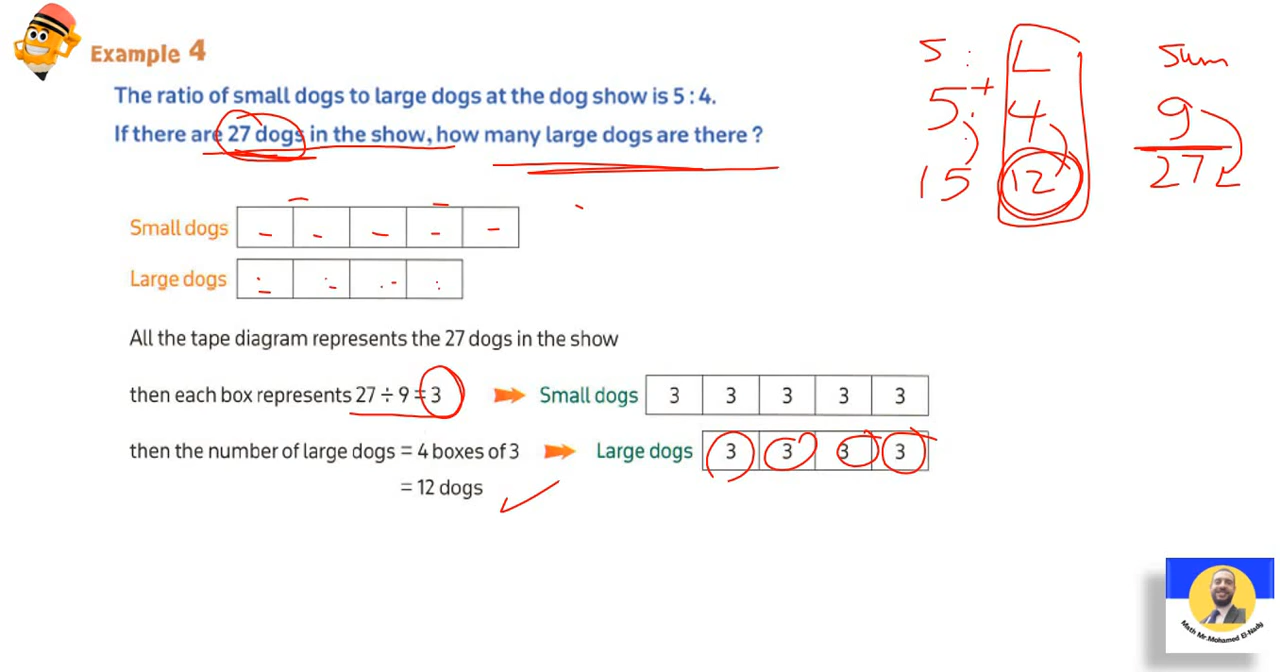 Example 4
The ratio of small dogs to large dogs at the dog show is 5 : 4.
If there are 27 dogs in the show, how many large dogs are there ?
S : L Sum
5 : 4 9
15 12 27
Small dogs
Large dogs
All the tape diagram represents the 27 dogs in the show
then each box represents 27 ÷ 9 = 3
Small dogs 3 3 3 3 3
then the number of large dogs = 4 boxes of 3
Large dogs 3 3 3 3
= 12 dogs
Math Mr.Mohamed El-Nady